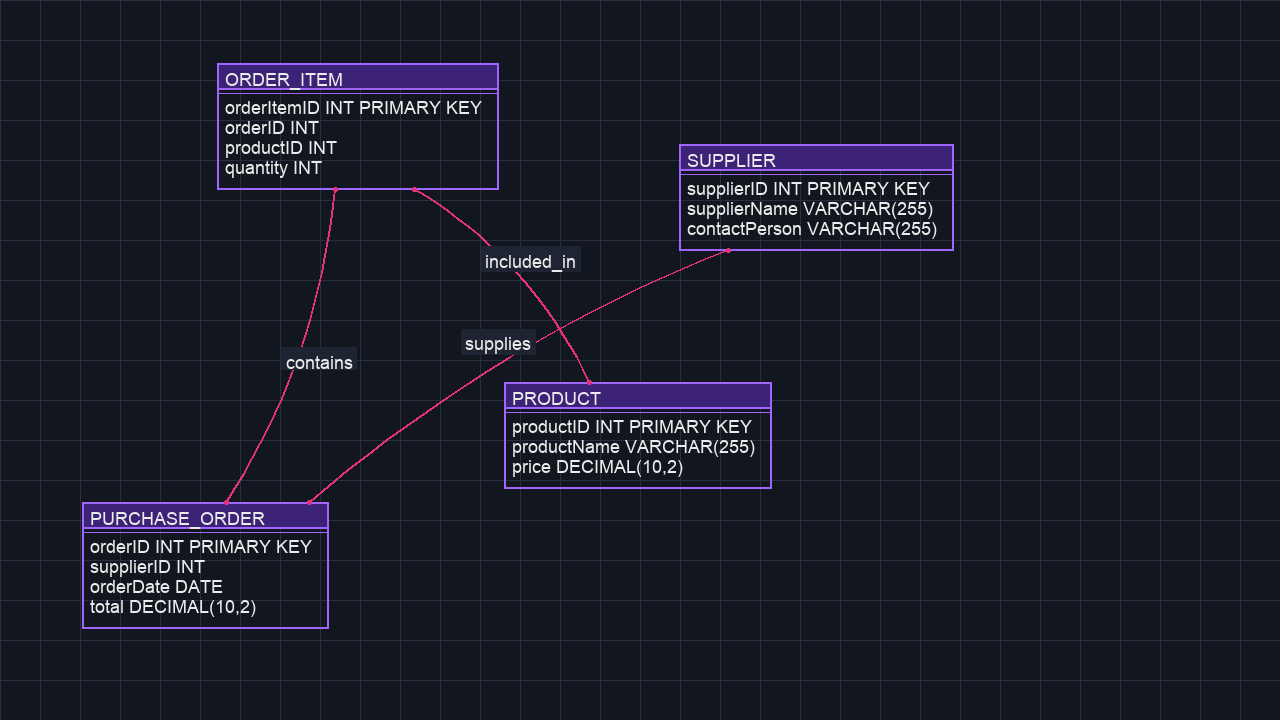 ORDER_ITEM
orderItemID INT PRIMARY KEY
orderID INT
productID INT
quantity INT
SUPPLIER
supplierID INT PRIMARY KEY
supplierName VARCHAR(255)
contactPerson VARCHAR(255)
included_in
supplies
contains
PRODUCT
productID INT PRIMARY KEY
productName VARCHAR(255)
price DECIMAL(10,2)
PURCHASE_ORDER
orderID INT PRIMARY KEY
supplierID INT
orderDate DATE
total DECIMAL(10,2)